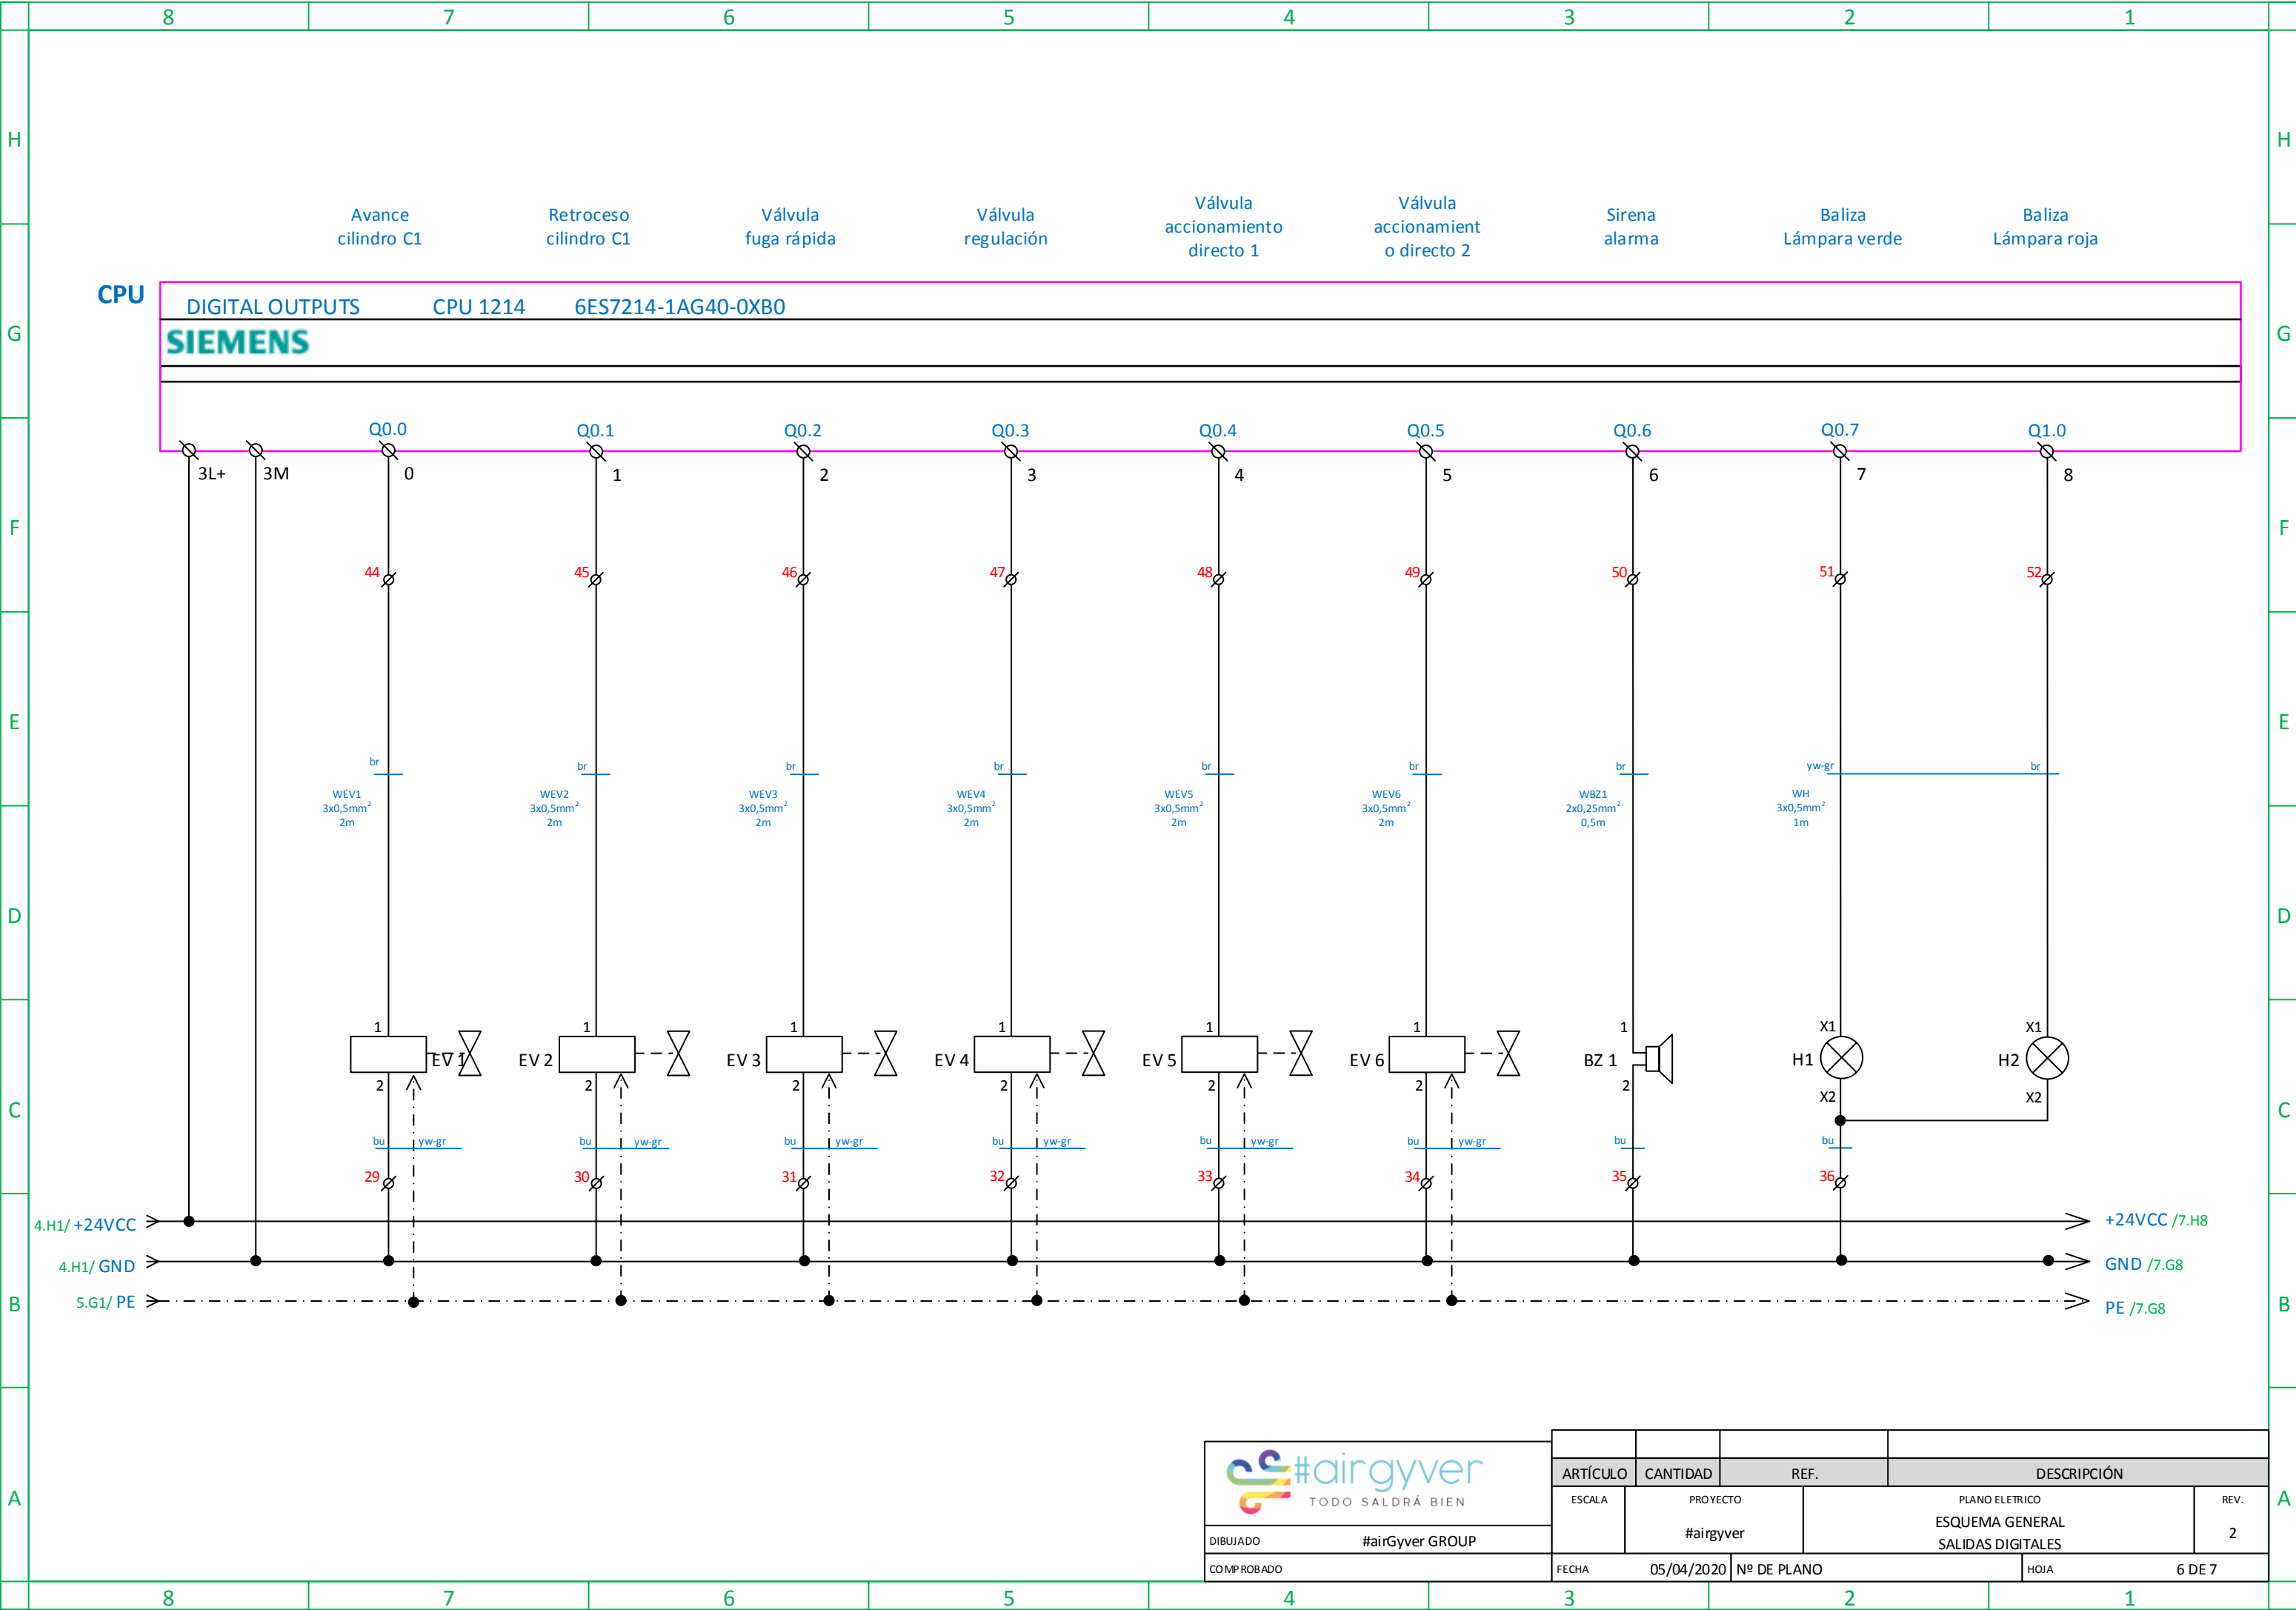 8 7 6 5 4 3 2 1
H H
Avance
cilindro C1
Retroceso
cilindro C1
Válvula
fuga rápida
Válvula
regulación
Válvula
accionamiento
directo 1
Válvula
accionamient
o directo 2
Sirena
alarma
Baliza
Lámpara verde
Baliza
Lámpara roja
CPU
DIGITAL OUTPUTS CPU 1214 6ES7214-1AG40-0XB0
G G
SIEMENS
Q0.0 Q0.1 Q0.2 Q0.3 Q0.4 Q0.5 Q0.6 Q0.7 Q1.0
3L+ 3M 0 1 2 3 4 5 6 7 8
F F
44 45 46 47 48 49 50 51 52
E E
br br br br br br br yw-gr br
WEV1
3x0,5mm²
2m
WEV2
3x0,5mm²
2m
WEV3
3x0,5mm²
2m
WEV4
3x0,5mm²
2m
WEV5
3x0,5mm²
2m
WEV6
3x0,5mm²
2m
WBZ1
2x0,25mm²
0,5m
WH
3x0,5mm²
1m
D D
1 1 1 1 1 1 1 X1 X1
EV 1 EV 2 EV 3 EV 4 EV 5 EV 6 BZ 1 H1 H2
2 2 2 2 2 2 2 X2 X2
C C
bu yw-gr bu yw-gr bu yw-gr bu yw-gr bu yw-gr bu yw-gr bu bu
29 30 31 32 33 34 35 36
4.H1/ +24VCC +24VCC /7.H8
4.H1/ GND GND /7.G8
B 5.G1/ PE PE /7.G8 B
A A
#airgyver
TODO SALDRÁ BIEN
DIBUJADO #airGyver GROUP
COMPROBADO
ARTÍCULO CANTIDAD REF. DESCRIPCIÓN
ESCALA PROYECTO PLANO ELETRICO REV.
#airgyver
ESQUEMA GENERAL
SALIDAS DIGITALES
2
FECHA 05/04/2020 Nº DE PLANO HOJA 6 DE 7
8 7 6 5 4 3 2 1